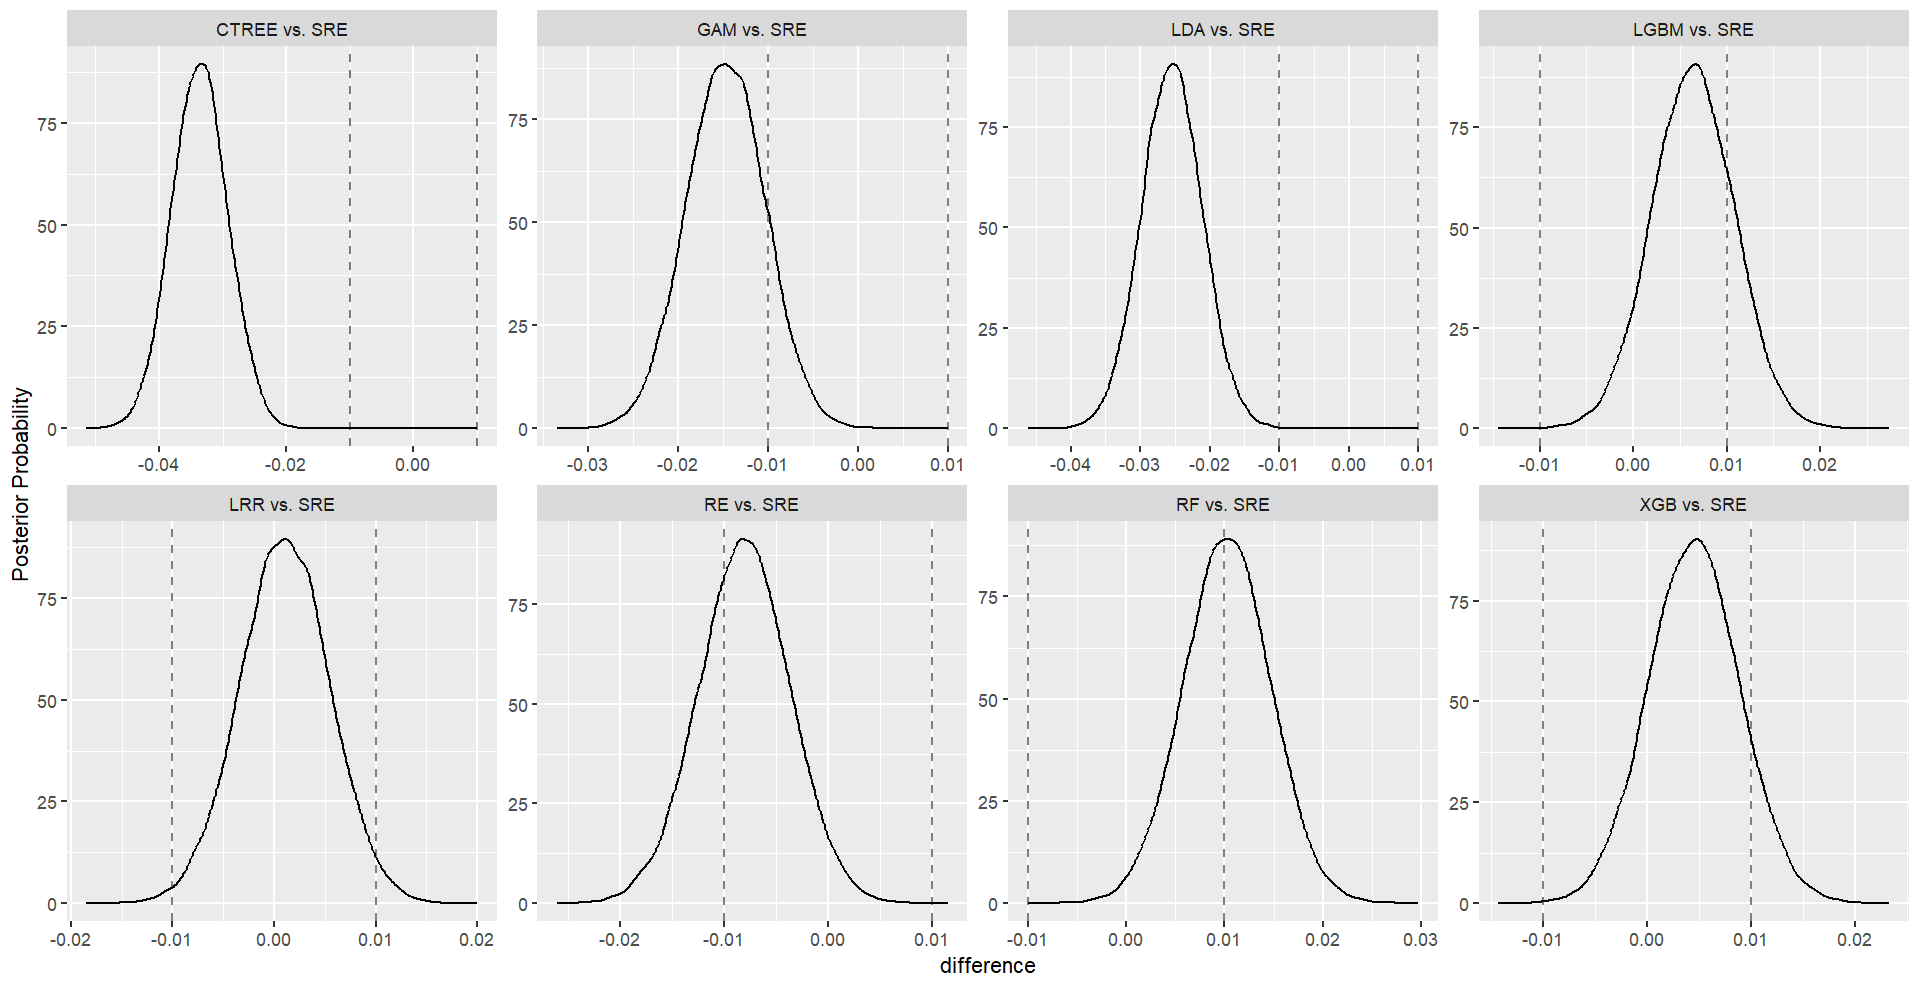 CTREE vs. SRE GAM vs. SRE LDA vs. SRE LGBM vs. SRE
75 75 75 75
50 50 50 50
25 25 25 25
0 0 0 0
-0.04 -0.02 0.00 -0.03 -0.02 -0.01 0.00 0.01 -0.04 -0.03 -0.02 -0.01 0.00 0.01 -0.01 0.00 0.01 0.02
Posterior Probability
LRR vs. SRE RE vs. SRE RF vs. SRE XGB vs. SRE
75 75 75 75
50 50 50 50
25 25 25 25
0 0 0 0
-0.02 -0.01 0.00 0.01 0.02 -0.02 -0.01 0.00 0.01 -0.01 0.00 0.01 0.02 0.03 -0.01 0.00 0.01 0.02
difference